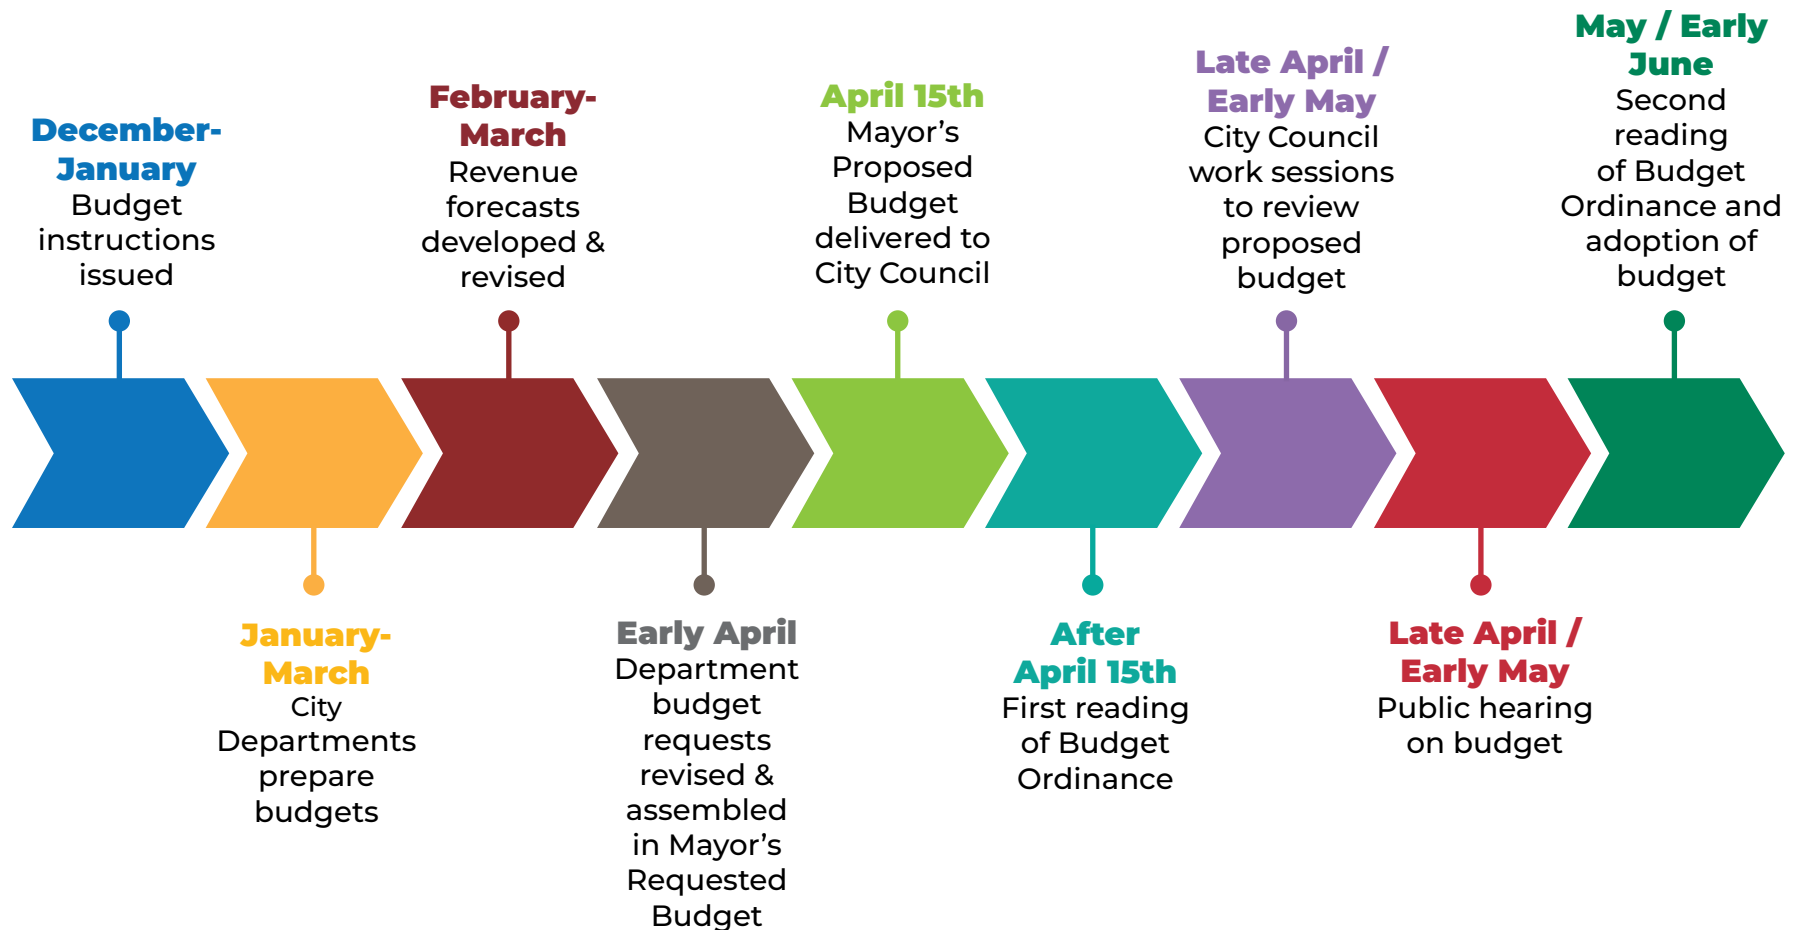 December-
January
Budget
instructions
issued
January-
March
City
Departments
prepare
budgets
February-
March
Revenue
forecasts
developed &
revised
Early April
Department
budget
requests
revised &
assembled
in Mayor’s
Requested
Budget
April 15th
Mayor’s
Proposed
Budget
delivered to
City Council
After
April 15th
First reading
of Budget
Ordinance
Late April /
Early May
City Council
work sessions
to review
proposed
budget
Late April /
Early May
Public hearing
on budget
May / Early
June
Second
reading
of Budget
Ordinance and
adoption of
budget